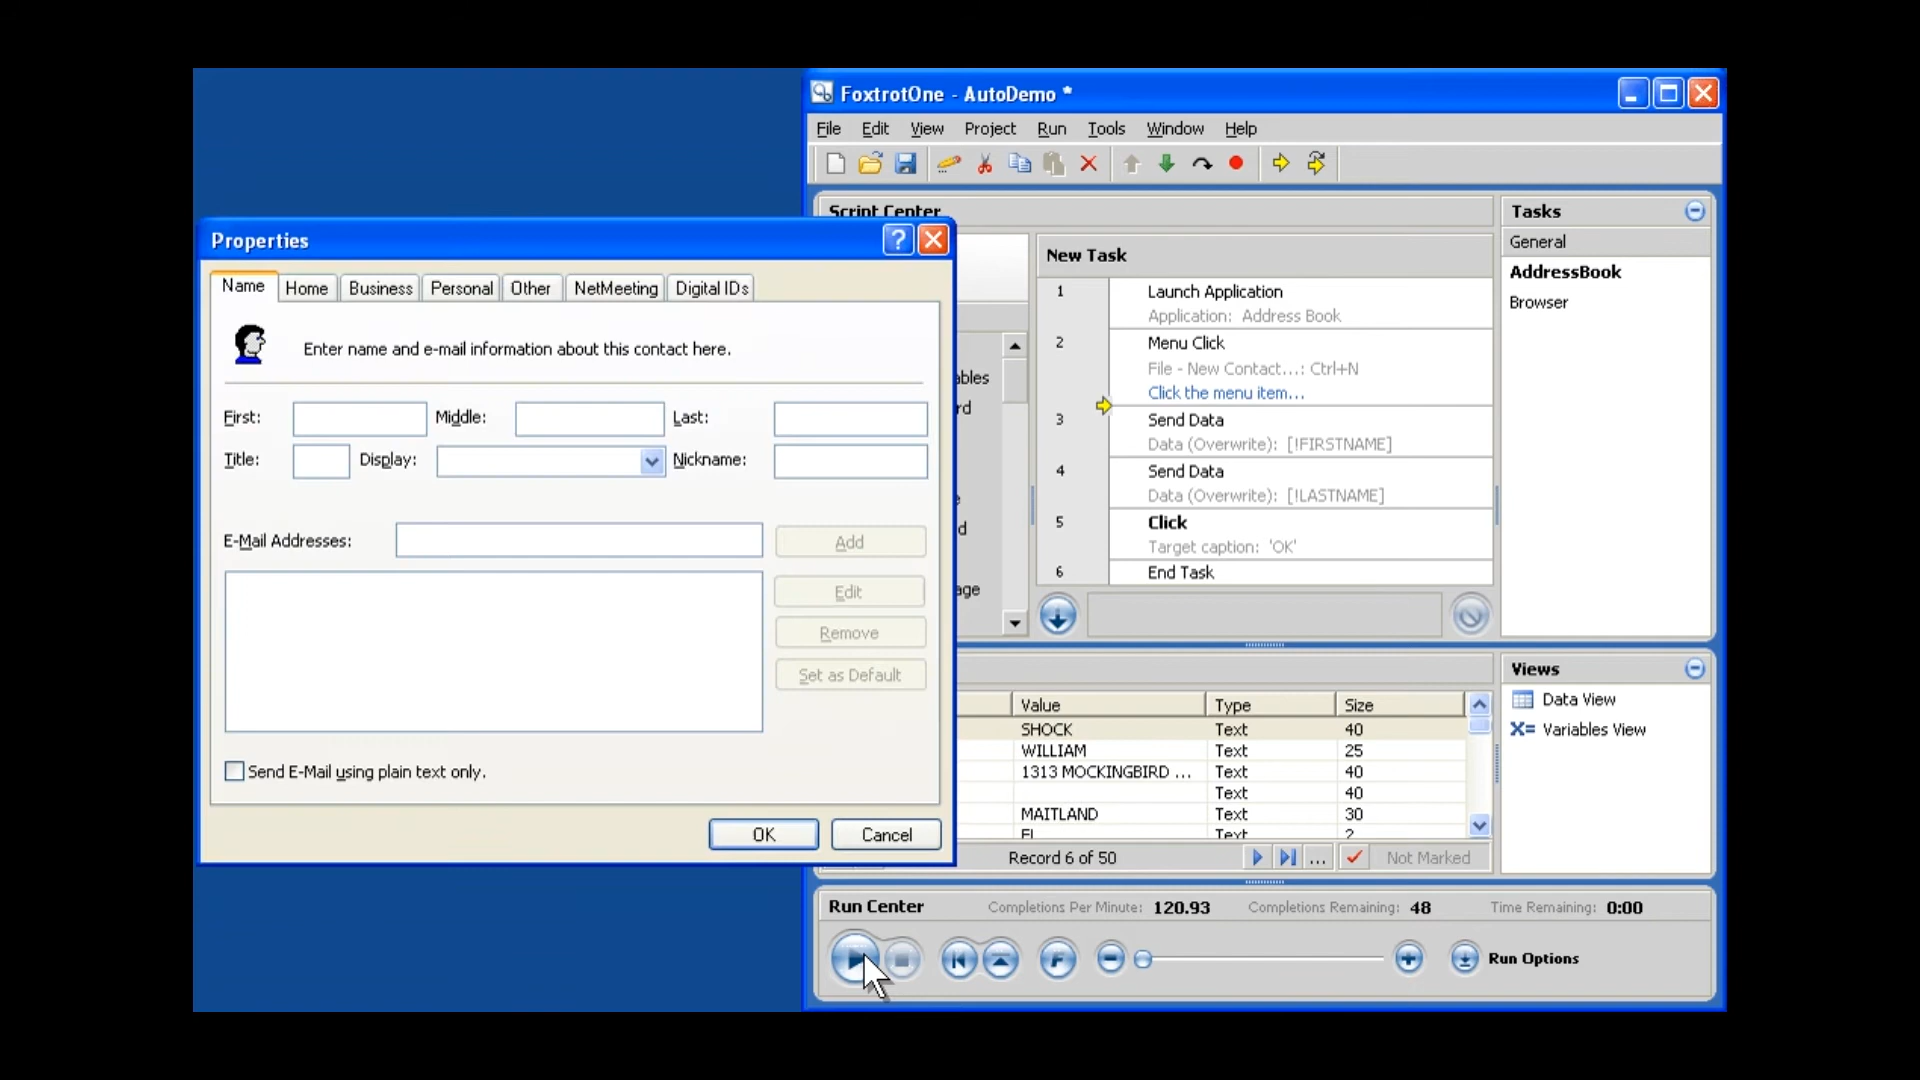 FoxtrotOne - AutoDemo *
File Edit View Project Run Tools Window Help
Script Center
Tasks
General
AddressBook
Browser
New Task
1 Launch Application
Application: Address Book
2 Menu Click
File - New Contact...: Ctrl+N
Click the menu item...
3 Send Data
Data (Overwrite): [!FIRSTNAME]
4 Send Data
Data (Overwrite): [!LASTNAME]
5 Click
Target caption: 'OK'
6 End Task
Properties
Name Home Business Personal Other NetMeeting Digital IDs
Enter name and e-mail information about this contact here.
First: Middle: Last:
Title: Display: Nickname:
E-Mail Addresses: Add
Edit
Remove
Set as Default
Send E-Mail using plain text only.
OK Cancel
Value Type Size
SHOCK Text 40
WILLIAM Text 25
1313 MOCKINGBIRD ... Text 40
Text 40
MAITLAND Text 30
Text 2
Record 6 of 50 ... Not Marked
Views
Data View
X= Variables View
Run Center Completions Per Minute: 120.93 Completions Remaining: 48 Time Remaining: 0:00
F Run Options